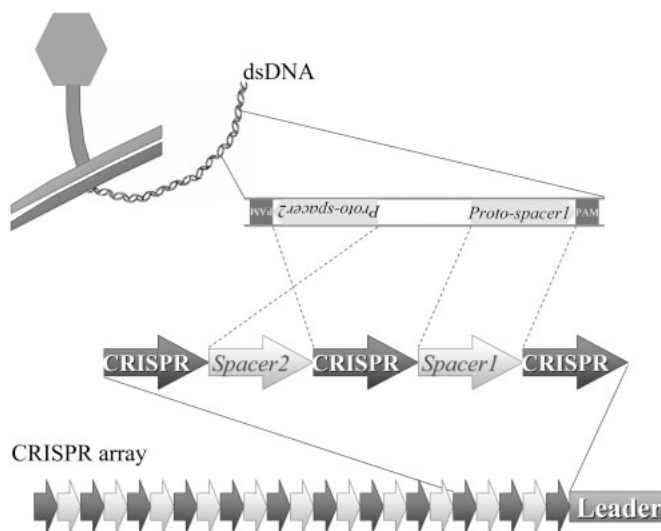 dsDNA
PAM Proto-spacer2 Proto-spacer1 PAM
CRISPR Spacer2 CRISPR Spacer1 CRISPR
CRISPR array
Leader